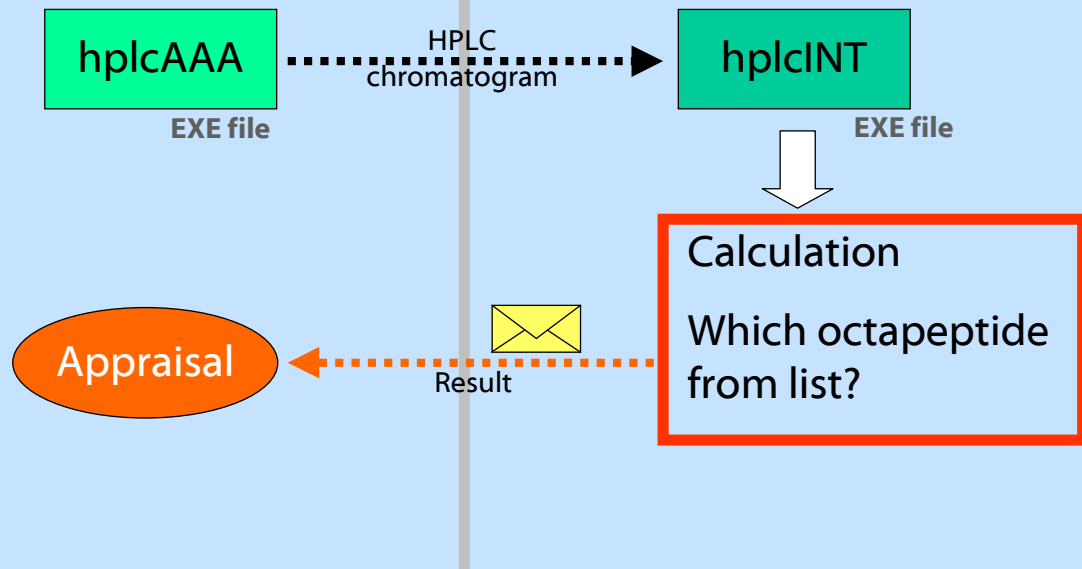 hplcAAA
HPLC
chromatogram
hplcINT
EXE file
EXE file
Calculation
Which octapeptide
from list?
Appraisal
Result